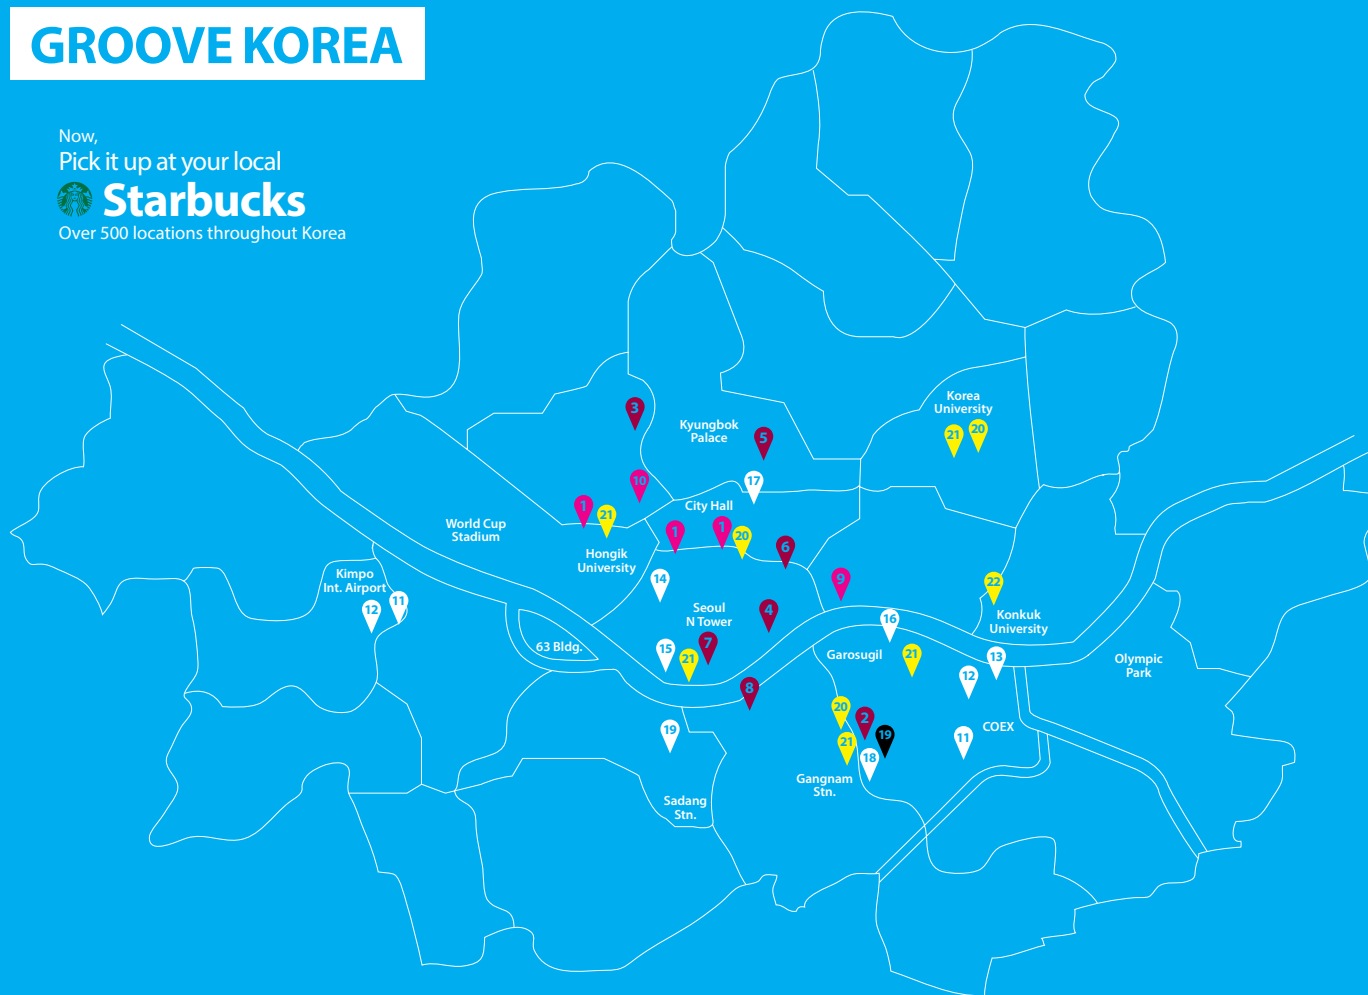 GROOVE KOREA
Now,
Pick it up at your local
Starbucks
Over 500 locations throughout Korea
Korea
University
21
20
3
Kyungbok
Palace
5
10
17
1
21
City Hall
1
1
20
World Cup
Stadium
Hongik
University
6
Kimpo
Int. Airport
12
11
14
9
22
Seoul
N Tower
4
16
Konkuk
University
63 Bldg.
15
21
7
Garosugil
21
13
12
Olympic
Park
8
20
2
19
COEX
11
19
21
18
Gangnam
Stn.
Sadang
Stn.